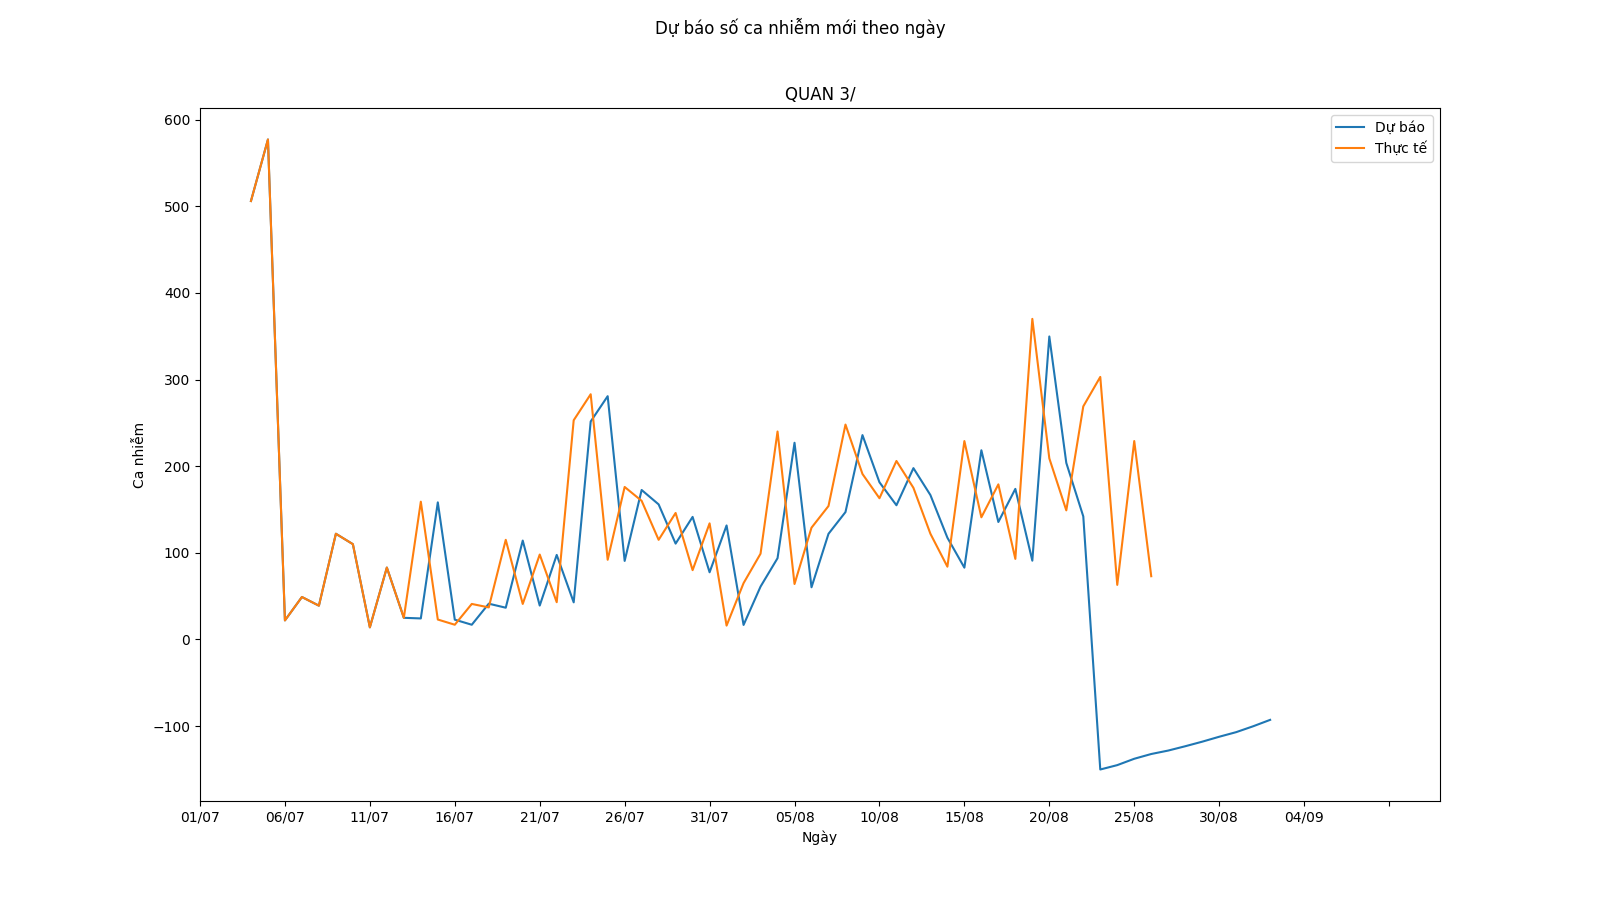 Dự báo số ca nhiễm mới theo ngày
QUAN 3/
Dự báo
Thực tế
600
500
400
300
200
100
0
−100
Ca nhiễm
01/07 06/07 11/07 16/07 21/07 26/07 31/07 05/08 10/08 15/08 20/08 25/08 30/08 04/09
Ngày